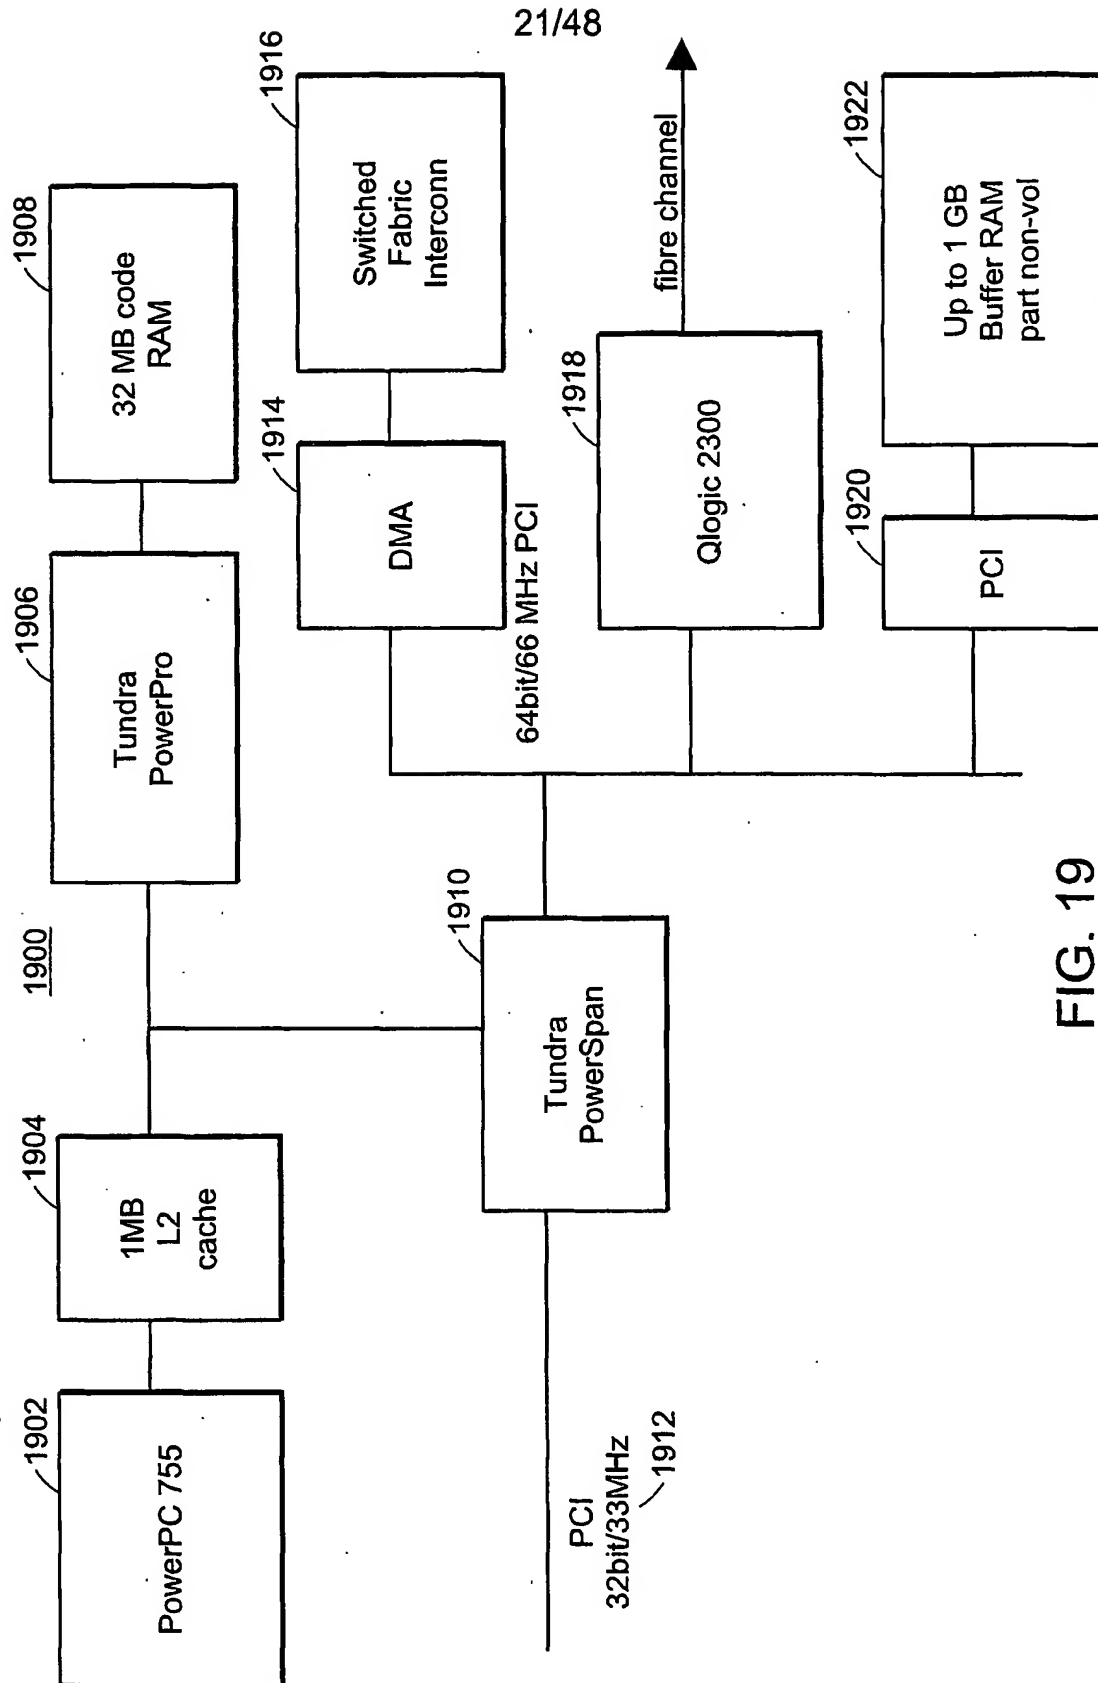 21/48
1900
1902
PowerPC 755
1904
1MB
L2
cache
1906
Tundra
PowerPro
1908
32 MB code
RAM
1910
Tundra
PowerSpan
PCI
32bit/33MHz
1912
64bit/66 MHz PCI
1914
DMA
1916
Switched
Fabric
Interconn
1918
Qlogic 2300
fibre channel
1920
PCI
1922
Up to 1 GB
Buffer RAM
part non-vol
FIG. 19